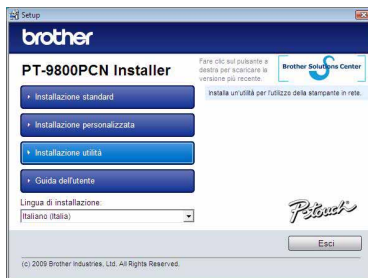 Setup
brother
PT-9800PCN Installer
Fare clic sul pulsante a
destra per scaricare la
versione più recente.
Brother Solutions Center
Installazione standard
Installa un'utilità per l'utilizzo della stampante in rete.
Installazione personalizzata
Installazione utilità
Guida dell'utente
Lingua di installazione:
Italiano (Italia)
P-touch
Esci
(c) 2009 Brother Industries, Ltd. All Rights Reserved.